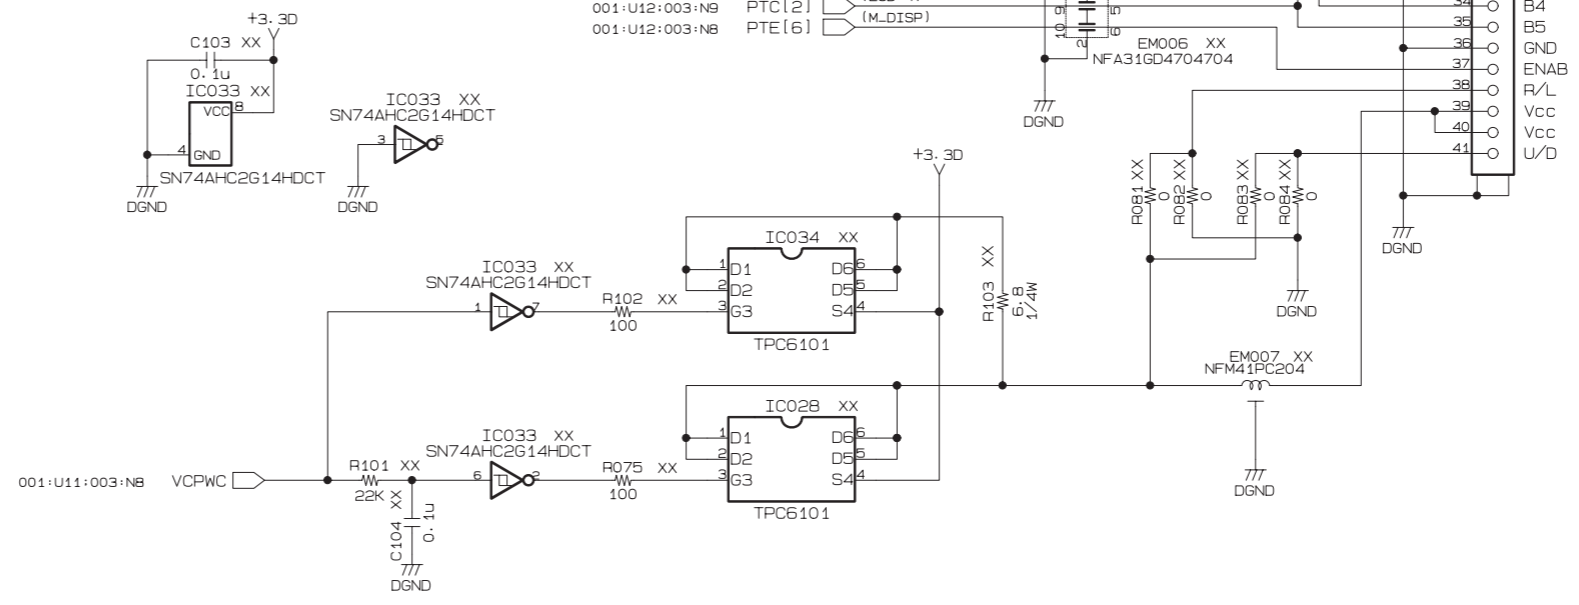 001:U12:003:N9 PTC[2]
001:U12:003:N8 PTE[6] (M_DISP)
10 9 5 6 2
EM006 XX
NFA31GD4704704
DGND
34 B4
35 B5
36 GND
37 ENAB
38 R/L
39 Vcc
40 Vcc
41 U/D
DGND
+3.3D
C103 XX
0.1u
IC033 XX
VCC 8
4 GND
SN74AHC2G14HDCT
DGND
IC033 XX
SN74AHC2G14HDCT
3 5
DGND
+3.3D
R081 XX
0
R082 XX
0
R083 XX
0
R084 XX
0
DGND
IC034 XX
1 D1 D6 6
2 D2 D5 5
3 G3 S4 4
TPC6101
IC033 XX
SN74AHC2G14HDCT
1 7
R102 XX
100
R103 XX
6.8
1/4W
EM007 XX
NFM41PC204
DGND
IC028 XX
1 D1 D6 6
2 D2 D5 5
3 G3 S4 4
TPC6101
IC033 XX
SN74AHC2G14HDCT
6 2
R075 XX
100
001:U11:003:N8 VCPWC
R101 XX
22K
C104 XX
0.1u
DGND